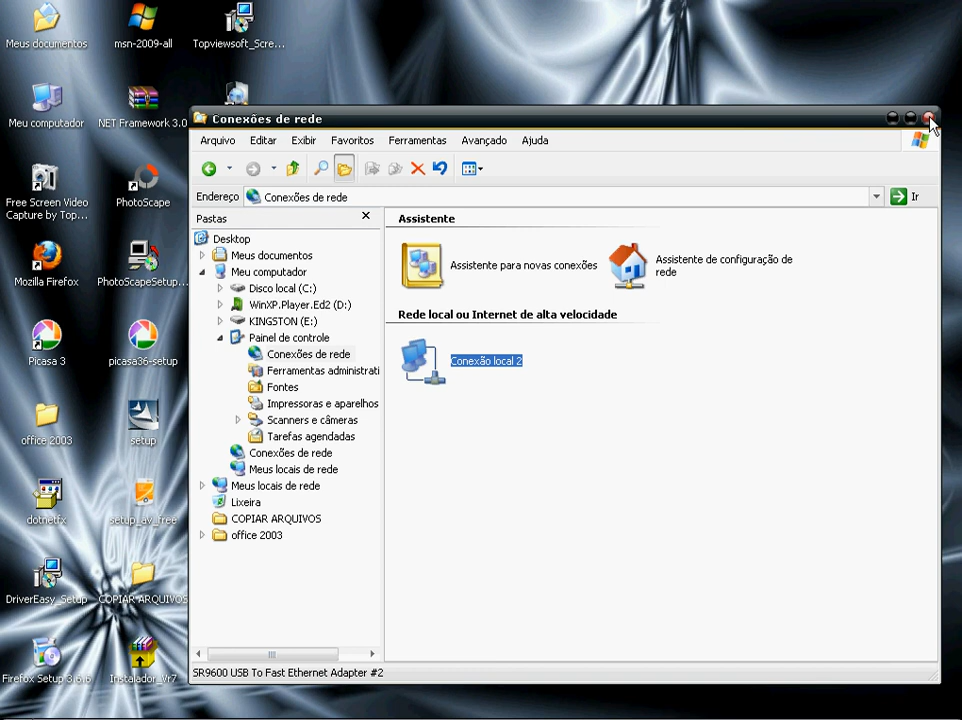 Meus documentos
msn-2009-all
Topviewsoft_Scre...
Meu computador
NET Framework 3.0
Free Screen Video
Capture by Top...
PhotoScape
Mozilla Firefox
PhotoScapeSetup...
Picasa 3
picasa36-setup
office 2003
setup
dotnetfx
setup_av_free
DriverEasy_Setup
COPIAR ARQUIVOS
Firefox Setup 3.6.6
Instalador_Vr7
Conexões de rede
Arquivo Editar Exibir Favoritos Ferramentas Avançado Ajuda
Endereço Conexões de rede Ir
Pastas
Desktop
Meus documentos
Meu computador
Disco local (C:)
WinXP.Player.Ed2 (D:)
KINGSTON (E:)
Painel de controle
Conexões de rede
Ferramentas administrati
Fontes
Impressoras e aparelhos
Scanners e câmeras
Tarefas agendadas
Conexões de rede
Meus locais de rede
Meus locais de rede
Lixeira
COPIAR ARQUIVOS
office 2003
Assistente
Assistente para novas conexões
Assistente de configuração de
rede
Rede local ou Internet de alta velocidade
Conexão local 2
SR9600 USB To Fast Ethernet Adapter #2